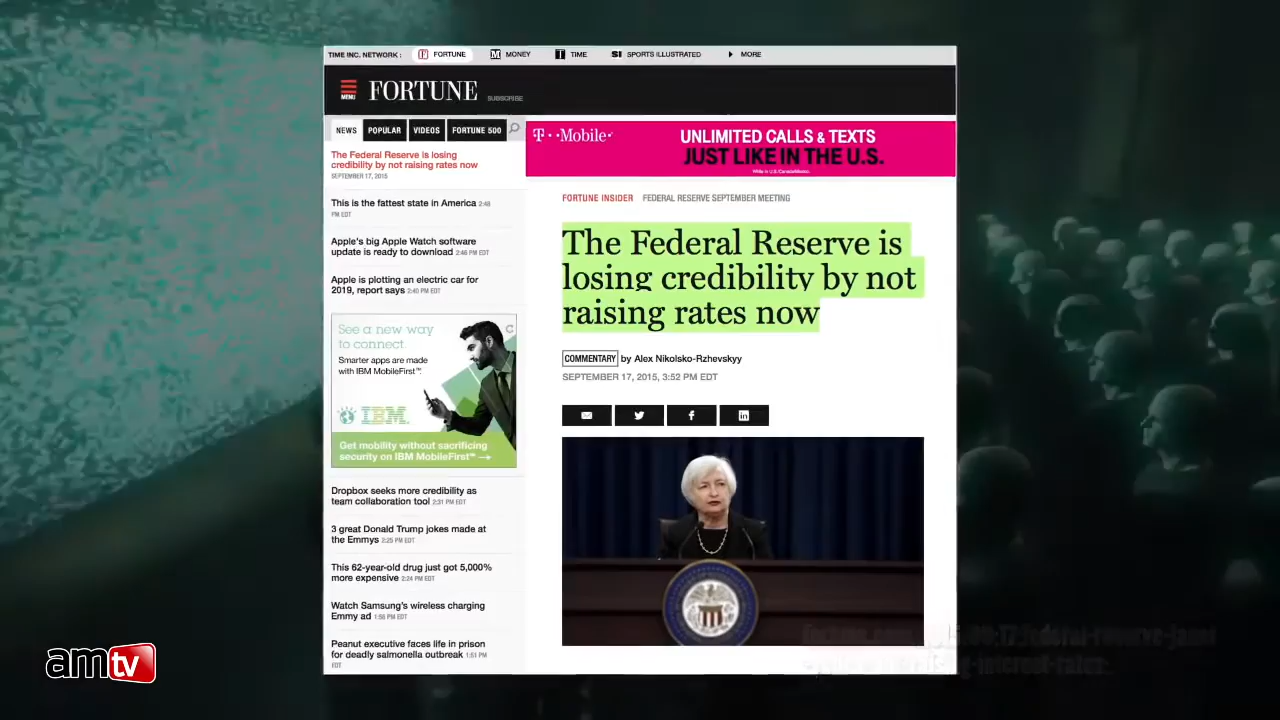 TIME INC. NETWORK :
FORTUNE
MONEY
TIME
SI SPORTS ILLUSTRATED
MORE
MENU
FORTUNE
SUBSCRIBE
NEWS
POPULAR
VIDEOS
FORTUNE 500
The Federal Reserve is losing
credibility by not raising rates now
SEPTEMBER 17, 2015
This is the fattest state in America 2:48
PM EDT
Apple's big Apple Watch software
update is ready to download 2:46 PM EDT
Apple is plotting an electric car for
2019, report says 2:40 PM EDT
See a new way
to connect.
Smarter apps are made
with IBM MobileFirst™.
IBM.
Get mobility without sacrificing
security on IBM MobileFirst™ →
Dropbox seeks more credibility as
team collaboration tool 2:31 PM EDT
3 great Donald Trump jokes made at
the Emmys 2:25 PM EDT
This 62-year-old drug just got 5,000%
more expensive 2:24 PM EDT
Watch Samsung's wireless charging
Emmy ad 1:56 PM EDT
Peanut executive faces life in prison
for deadly salmonella outbreak 1:51 PM
EDT
T··Mobile·
UNLIMITED CALLS & TEXTS
JUST LIKE IN THE U.S.
FORTUNE INSIDER
FEDERAL RESERVE SEPTEMBER MEETING
The Federal Reserve is
losing credibility by not
raising rates now
COMMENTARY by Alex Nikolsko-Rzhevskyy
SEPTEMBER 17, 2015, 3:52 PM EDT
amtv